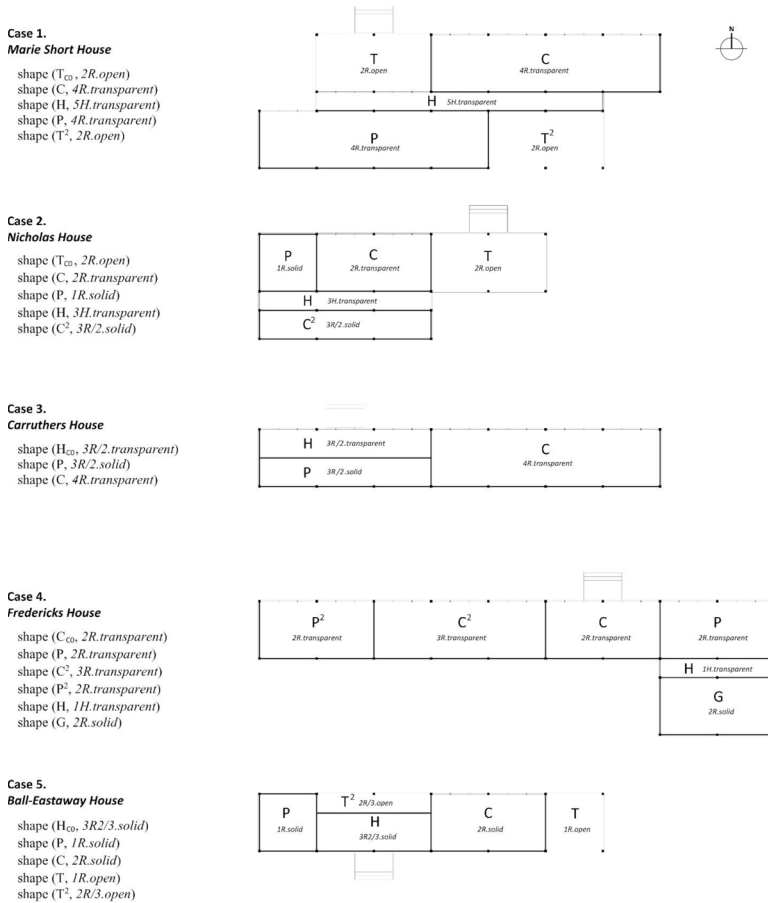 Case 1.
Marie Short House
shape (T_C0, 2R.open)
shape (C, 4R.transparent)
shape (H, 5H.transparent)
shape (P, 4R.transparent)
shape (T², 2R.open)
T
2R.open
C
4R.transparent
H 5H.transparent
P
4R.transparent
T²
2R.open
N
Case 2.
Nicholas House
shape (T_C0, 2R.open)
shape (C, 2R.transparent)
shape (P, 1R.solid)
shape (H, 3H.transparent)
shape (C², 3R/2.solid)
P
1R.solid
C
2R.transparent
T
2R.open
H 3H.transparent
C² 3R/2.solid
Case 3.
Carruthers House
shape (H_C0, 3R/2.transparent)
shape (P, 3R/2.solid)
shape (C, 4R.transparent)
H 3R/2.transparent
P 3R/2.solid
C
4R.transparent
Case 4.
Fredericks House
shape (C_C0, 2R.transparent)
shape (P, 2R.transparent)
shape (C², 3R.transparent)
shape (P², 2R.transparent)
shape (H, 1H.transparent)
shape (G, 2R.solid)
P²
2R.transparent
C²
3R.transparent
C
2R.transparent
P
2R.transparent
H 1H.transparent
G
2R.solid
Case 5.
Ball-Eastaway House
shape (H_C0, 3R2/3.solid)
shape (P, 1R.solid)
shape (C, 2R.solid)
shape (T, 1R.open)
shape (T², 2R/3.open)
P
1R.solid
T² 2R/3.open
H
3R2/3.solid
C
2R.solid
T
1R.open